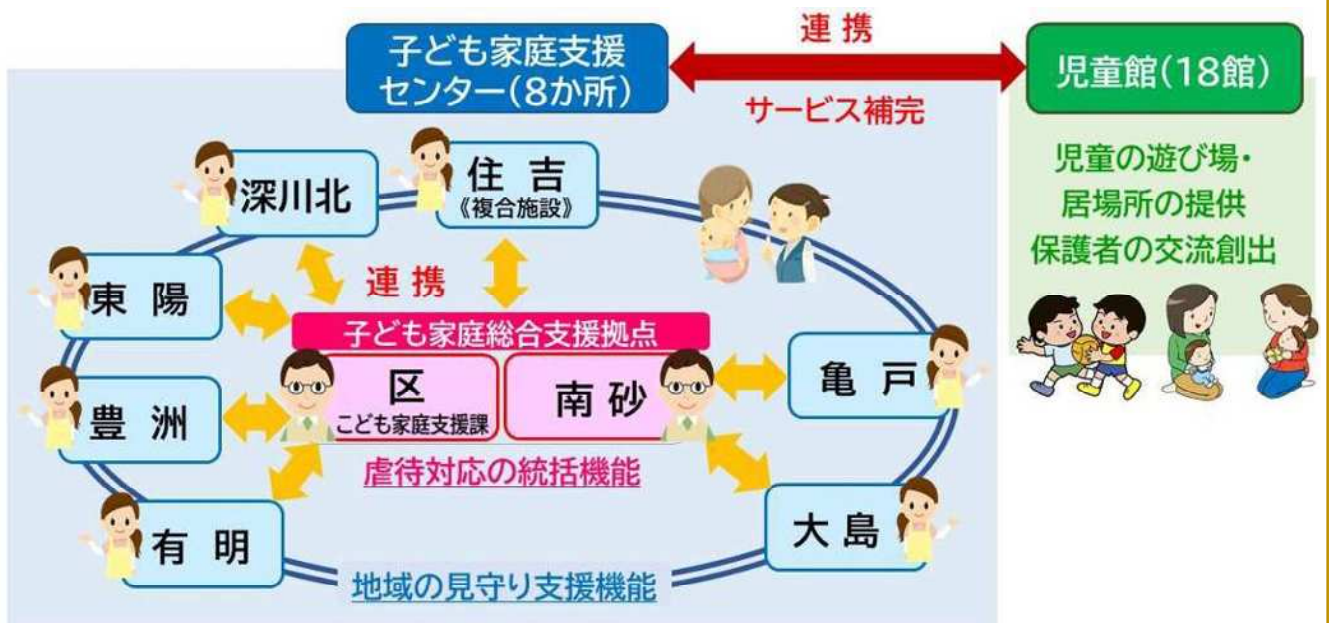 子ども家庭支援
センター(8か所)
連 携
サービス補完
児童館(18館)
児童の遊び場・
居場所の提供
保護者の交流創出
深川北
住 吉
《複合施設》
東 陽
連 携
子ども家庭総合支援拠点
区
こども家庭支援課
南 砂
亀 戸
豊 洲
虐待対応の統括機能
有 明
大 島
地域の見守り支援機能